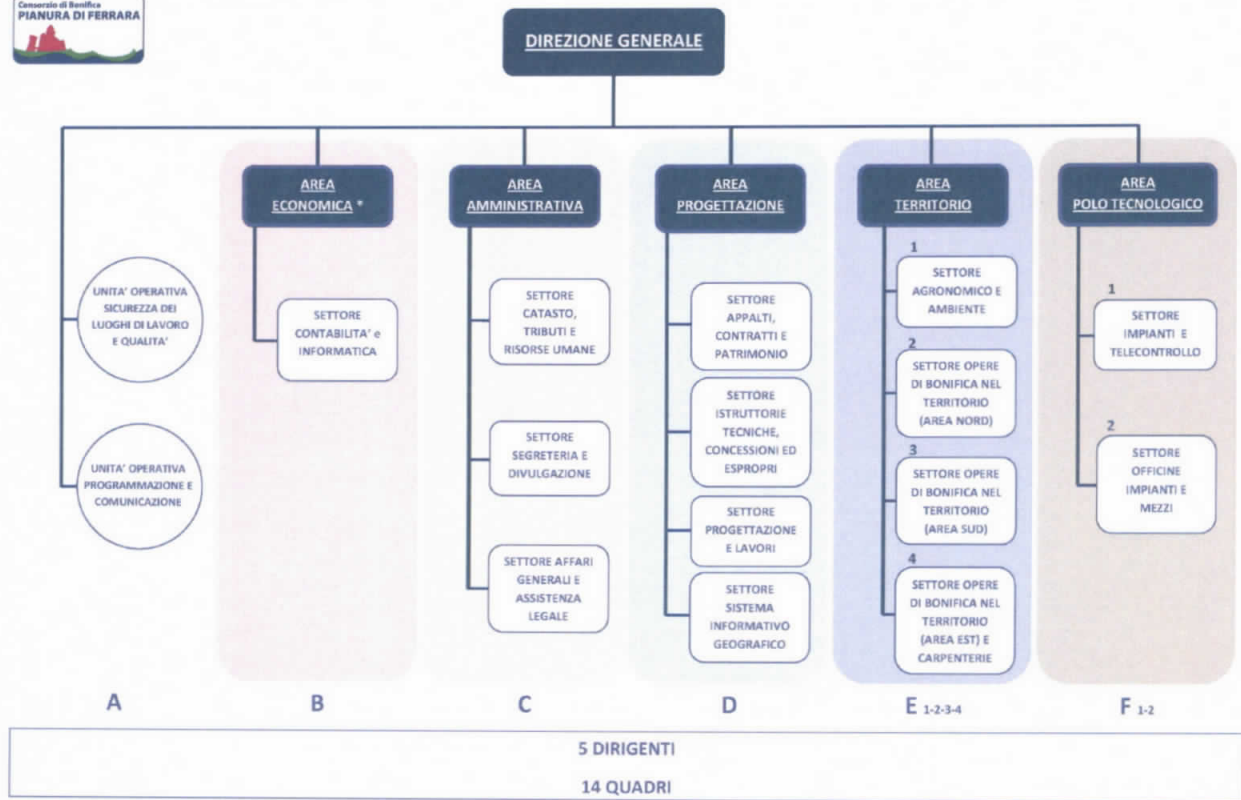 Consorzio di Bonifica
PIANURA DI FERRARA
DIREZIONE GENERALE
UNITA' OPERATIVA
SICUREZZA DEI
LUOGHI DI LAVORO
E QUALITA'
UNITA' OPERATIVA
PROGRAMMAZIONE E
COMUNICAZIONE
A
AREA
ECONOMICA *
SETTORE
CONTABILITA' e
INFORMATICA
B
AREA
AMMINISTRATIVA
SETTORE
CATASTO,
TRIBUTI E
RISORSE UMANE
SETTORE
SEGRETERIA E
DIVULGAZIONE
SETTORE AFFARI
GENERALI E
ASSISTENZA
LEGALE
C
AREA
PROGETTAZIONE
SETTORE
APPALTI,
CONTRATTI E
PATRIMONIO
SETTORE
ISTRUTTORIE
TECNICHE,
CONCESSIONI ED
ESPROPRI
SETTORE
PROGETTAZIONE
E LAVORI
SETTORE
SISTEMA
INFORMATIVO
GEOGRAFICO
D
AREA
TERRITORIO
1
SETTORE
AGRONOMICO E
AMBIENTE
2
SETTORE OPERE
DI BONIFICA NEL
TERRITORIO
(AREA NORD)
3
SETTORE OPERE
DI BONIFICA NEL
TERRITORIO
(AREA SUD)
4
SETTORE OPERE
DI BONIFICA NEL
TERRITORIO
(AREA EST) E
CARPENTERIE
E 1-2-3-4
AREA
POLO TECNOLOGICO
1
SETTORE
IMPIANTI E
TELECONTROLLO
2
SETTORE
OFFICINE
IMPIANTI E
MEZZI
F 1-2
5 DIRIGENTI
14 QUADRI